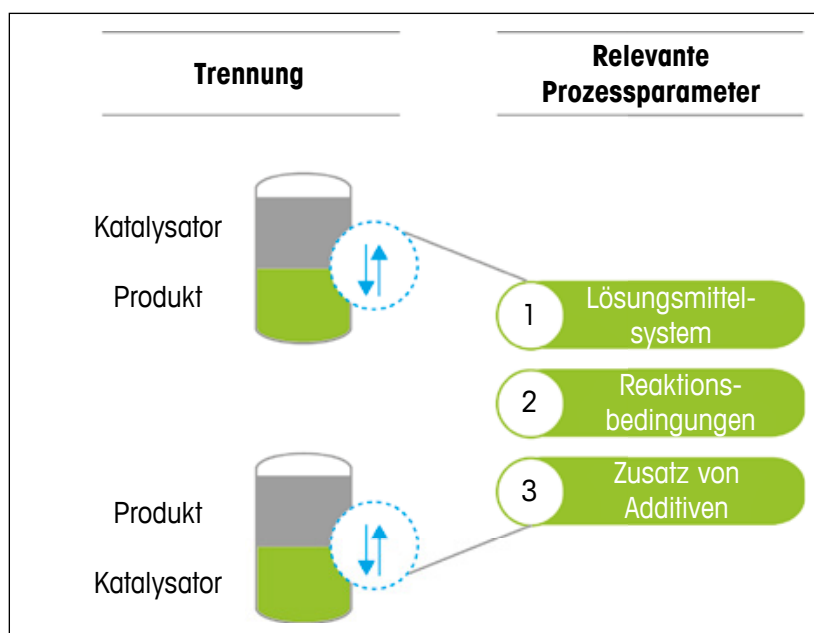 Trennung
Relevante
Prozessparameter
Katalysator
Produkt
1
Lösungsmittel-
system
2
Reaktions-
bedingungen
3
Zusatz von
Additiven
Produkt
Katalysator